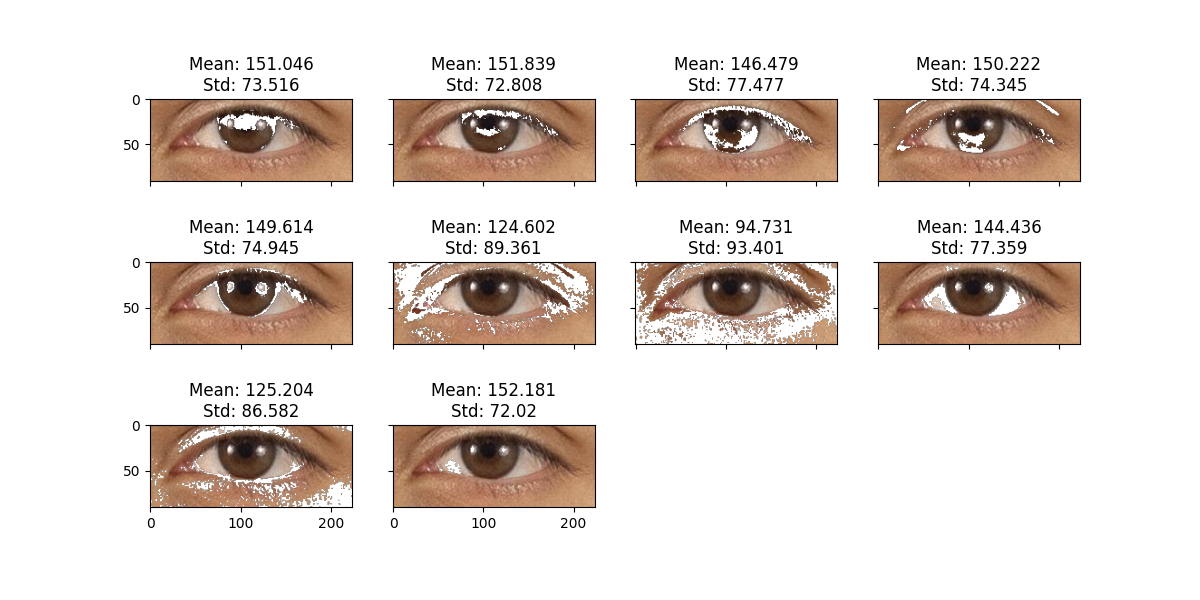 Mean: 151.046
Std: 73.516
Mean: 151.839
Std: 72.808
Mean: 146.479
Std: 77.477
Mean: 150.222
Std: 74.345
0
50
Mean: 149.614
Std: 74.945
Mean: 124.602
Std: 89.361
Mean: 94.731
Std: 93.401
Mean: 144.436
Std: 77.359
0
50
Mean: 125.204
Std: 86.582
Mean: 152.181
Std: 72.02
0
50
0 100 200
0 100 200